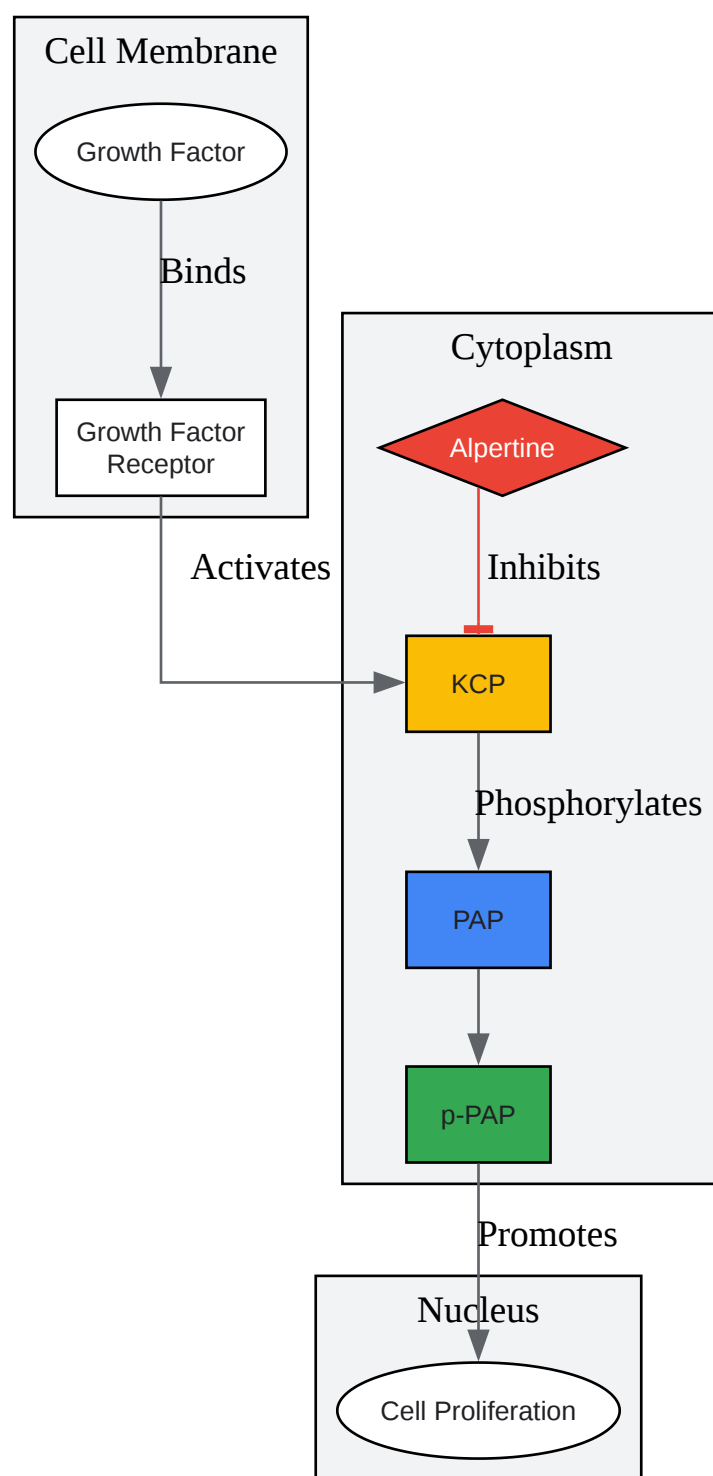 Cell Membrane
Growth Factor
Binds
Growth Factor
Receptor
Cytoplasm
Alpertine
Activates
Inhibits
KCP
Phosphorylates
PAP
p-PAP
Promotes
Nucleus
Cell Proliferation